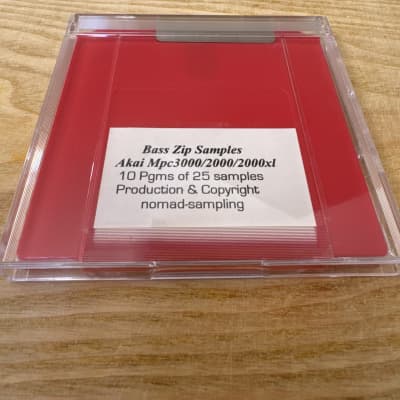 Bass Zip Samples
Akai Mpc3000/2000/2000xl
10 Pgms of 25 samples
Production & Copyright
nomad-sampling